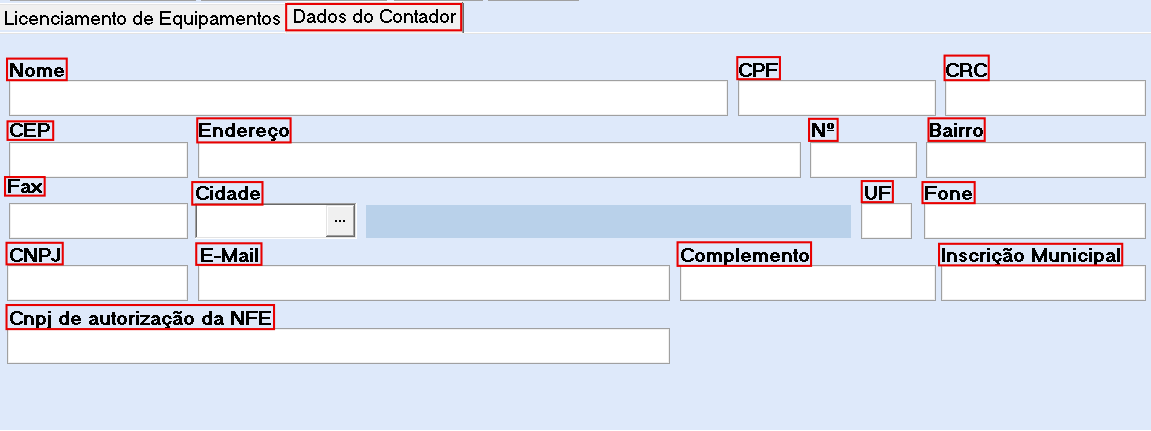 Licenciamento de Equipamentos Dados do Contador
Nome CPF CRC
CEP Endereço Nº Bairro
Fax Cidade UF Fone
...
CNPJ E-Mail Complemento Inscrição Municipal
Cnpj de autorização da NFE